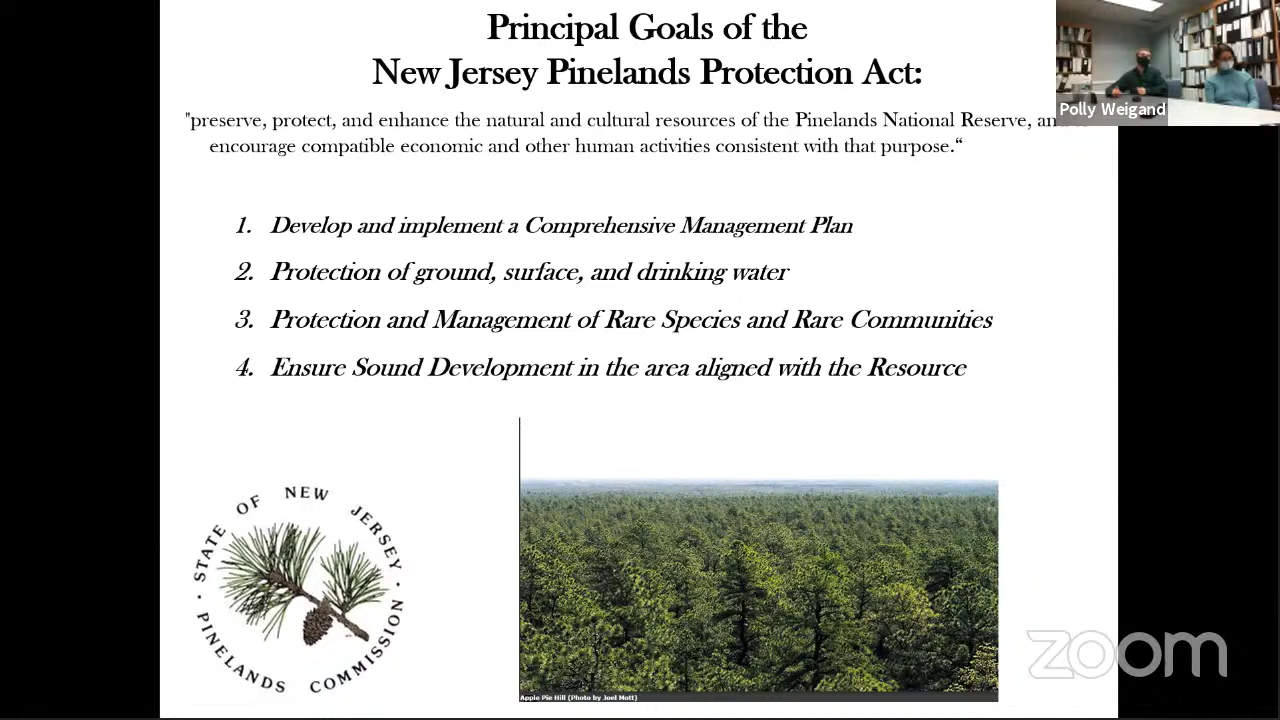 Principal Goals of the
New Jersey Pinelands Protection Act:
Polly Weigand
"preserve, protect, and enhance the natural and cultural resources of the Pinelands National Reserve,
encourage compatible economic and other human activities consistent with that purpose.“
1. Develop and implement a Comprehensive Management Plan
2. Protection of ground, surface, and drinking water
3. Protection and Management of Rare Species and Rare Communities
4. Ensure Sound Development in the area aligned with the Resource
· STATE OF NEW JERSEY ·
PINELANDS COMMISSION
Apple Pie Hill (Photo by Joel Mott)
zoom